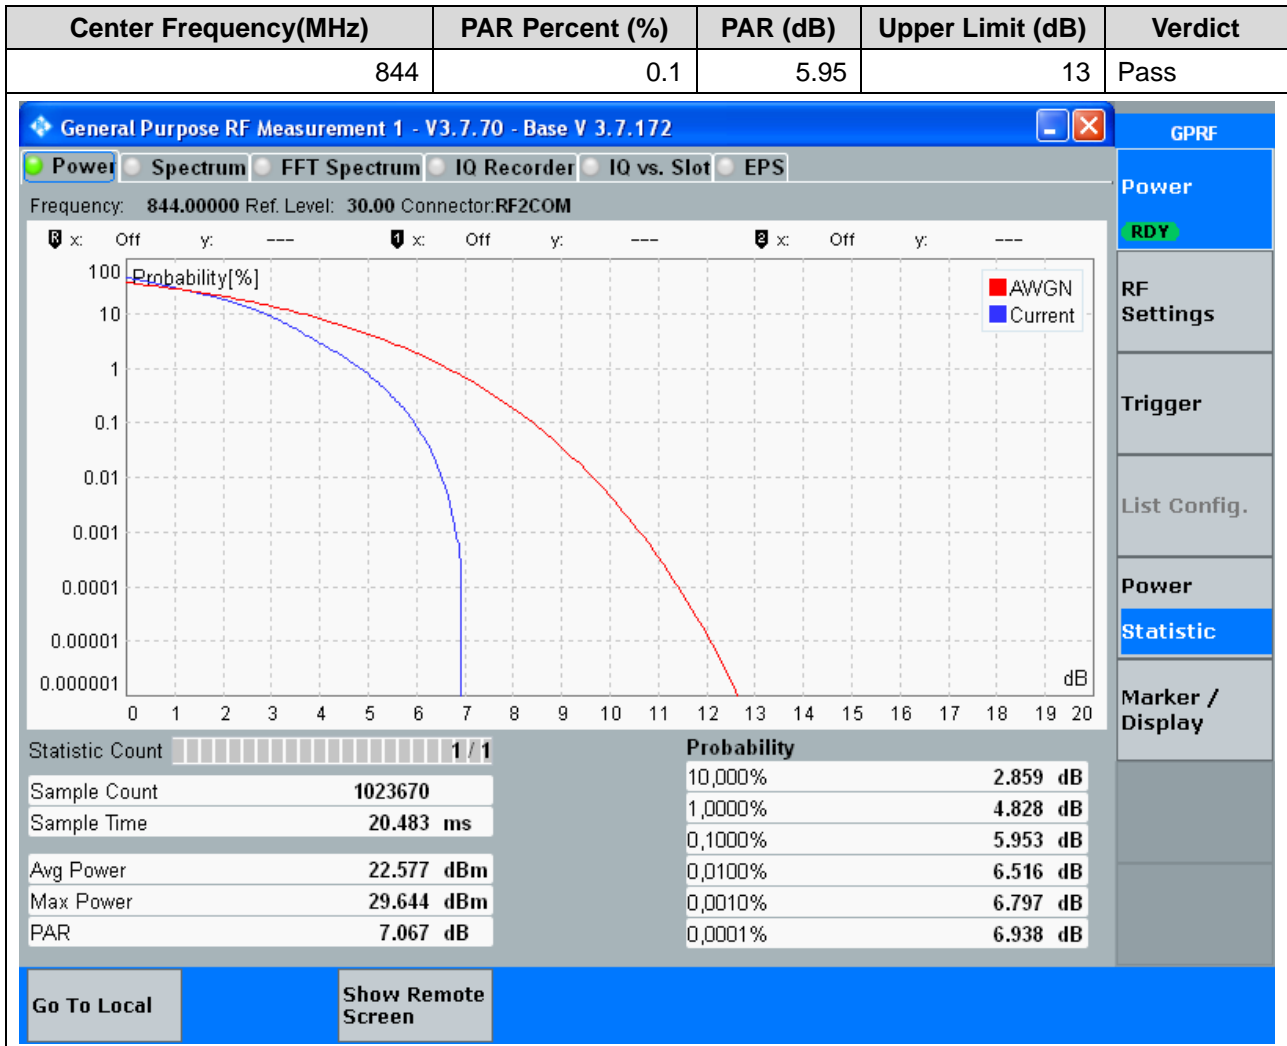 Center Frequency(MHz) PAR Percent (%) PAR (dB) Upper Limit (dB) Verdict
844 0.1 5.95 13 Pass
General Purpose RF Measurement 1 - V3.7.70 - Base V 3.7.172
GPRF
Power Spectrum FFT Spectrum IQ Recorder IQ vs. Slot EPS
Power
RDY
Frequency: 844.00000 Ref. Level: 30.00 Connector:RF2COM
R x: Off y: --- 1 x: Off y: --- 2 x: Off y: ---
Probability[%]
AWGN
Current
100
10
1
0.1
0.01
0.001
0.0001
0.00001
0.000001
dB
0 1 2 3 4 5 6 7 8 9 10 11 12 13 14 15 16 17 18 19 20
RF
Settings
Trigger
List Config.
Power
Statistic
Marker /
Display
Statistic Count 1 / 1
Sample Count 1023670
Sample Time 20.483 ms
Avg Power 22.577 dBm
Max Power 29.644 dBm
PAR 7.067 dB
Probability
10,000% 2.859 dB
1,0000% 4.828 dB
0,1000% 5.953 dB
0,0100% 6.516 dB
0,0010% 6.797 dB
0,0001% 6.938 dB
Go To Local
Show Remote
Screen